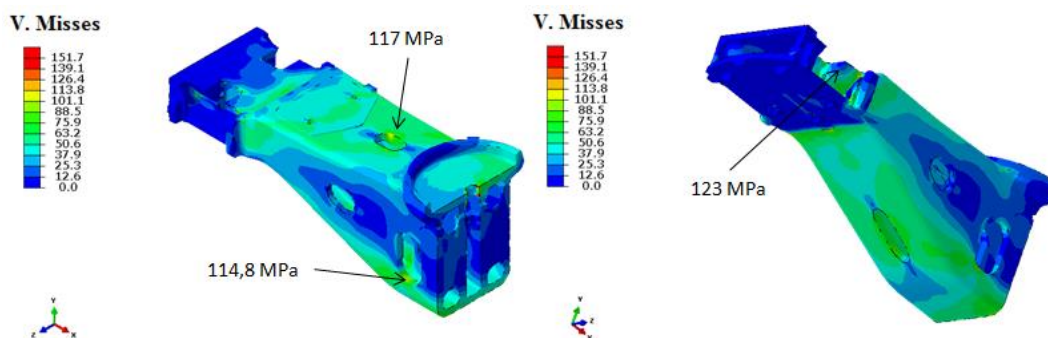 V. Misses
151.7
139.1
126.4
113.8
101.1
88.5
75.9
63.2
50.6
37.9
25.3
12.6
0.0
117 MPa
114,8 MPa
Y
Z
X
V. Misses
151.7
139.1
126.4
113.8
101.1
88.5
75.9
63.2
50.6
37.9
25.3
12.6
0.0
123 MPa
Y
Z
X